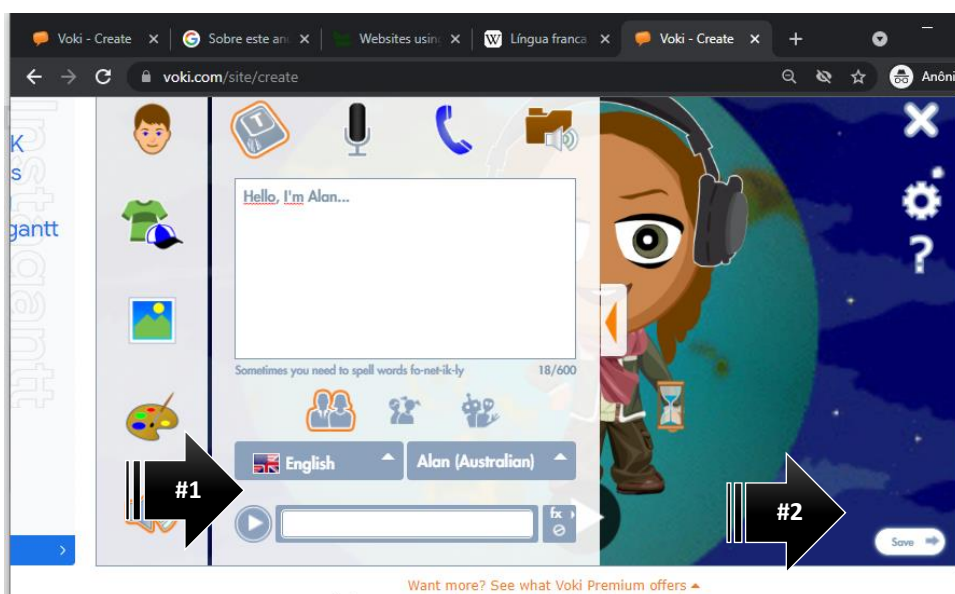 Voki - Create
Sobre este an
Websites using
Língua franca
Voki - Create
voki.com/site/create
Anôni
K
s
gantt
Instagantt
T
Hello, I'm Alan...
Sometimes you need to spell words fo-net-ik-ly
18/600
English
Alan (Australian)
fx
#1
#2
?
Save
Want more? See what Voki Premium offers